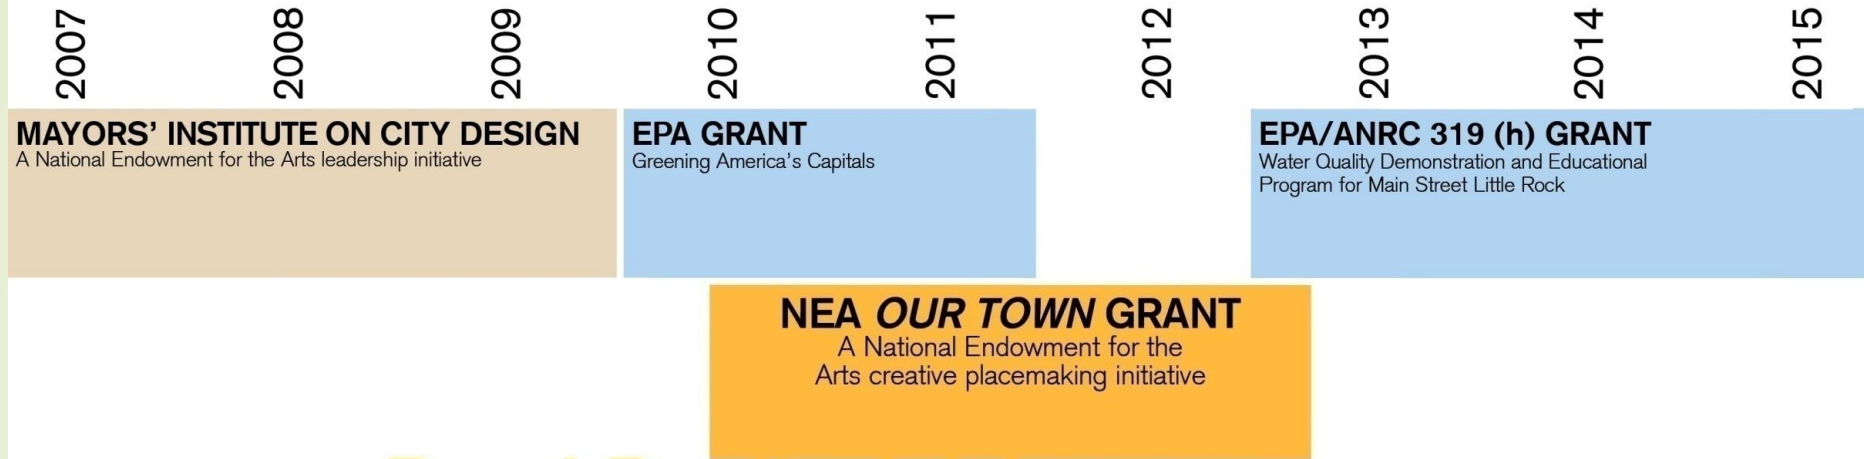 2007 2008 2009 2010 2011 2012 2013 2014 2015
MAYORS’ INSTITUTE ON CITY DESIGN
A National Endowment for the Arts leadership initiative
EPA GRANT
Greening America’s Capitals
EPA/ANRC 319 (h) GRANT
Water Quality Demonstration and Educational
Program for Main Street Little Rock
NEA OUR TOWN GRANT
A National Endowment for the
Arts creative placemaking initiative